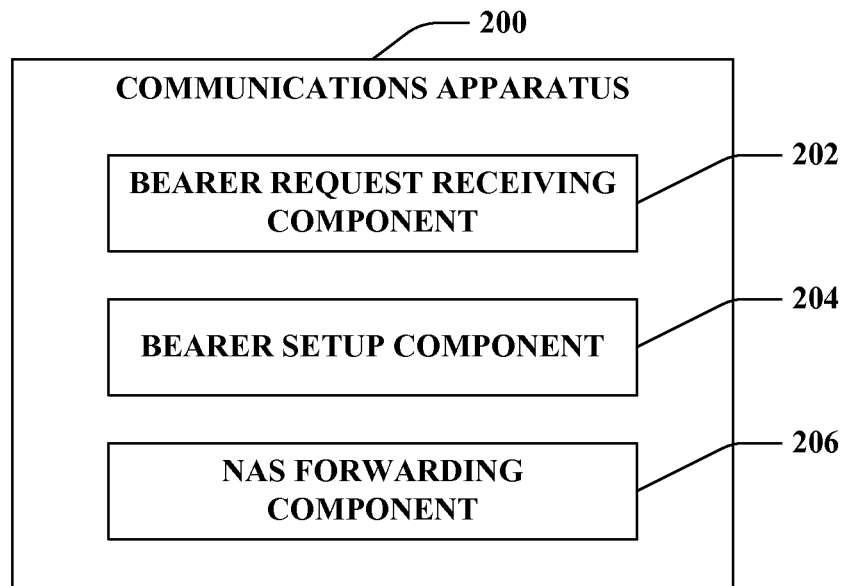 200
COMMUNICATIONS APPARATUS
202
BEARER REQUEST RECEIVING
COMPONENT
204
BEARER SETUP COMPONENT
206
NAS FORWARDING
COMPONENT